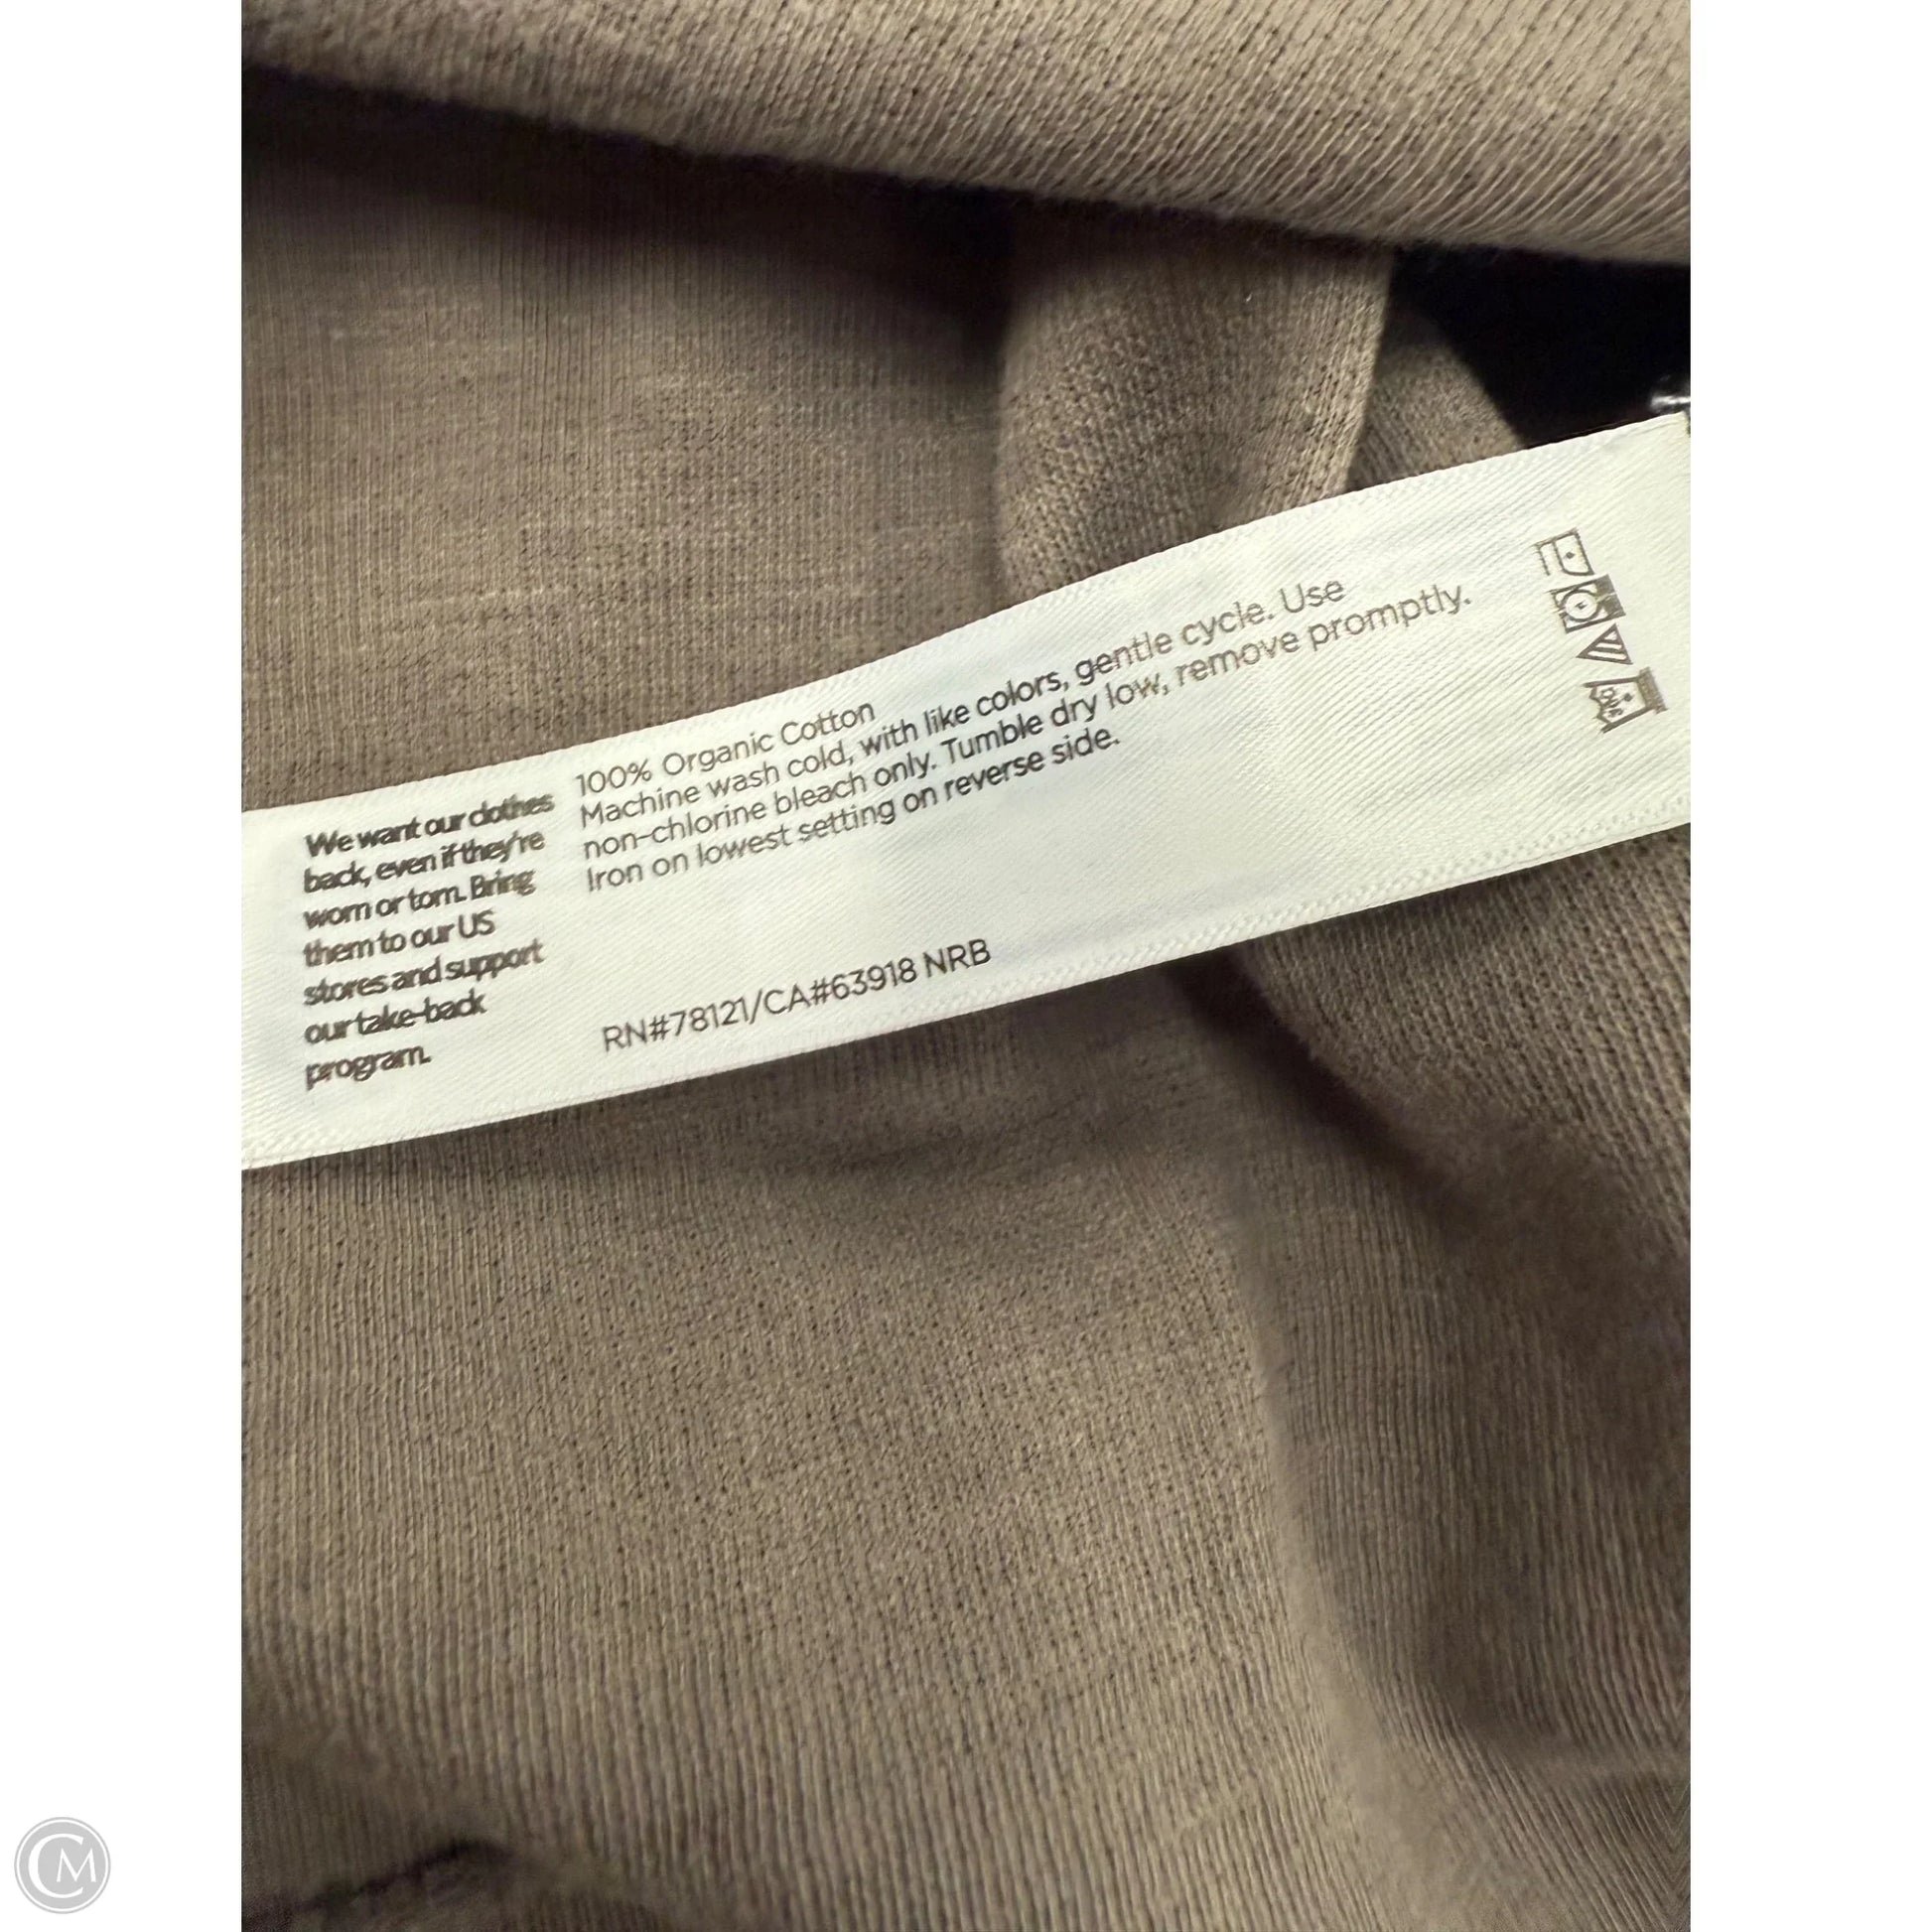 We want our clothes
back, even if they're
worn or torn. Bring
them to our US
stores and support
our take-back
program.
100% Organic Cotton
Machine wash cold, with like colors, gentle cycle. Use
non-chlorine bleach only. Tumble dry low, remove promptly.
Iron on lowest setting on reverse side.
RN#78121/CA#63918 NRB
DNR
CM